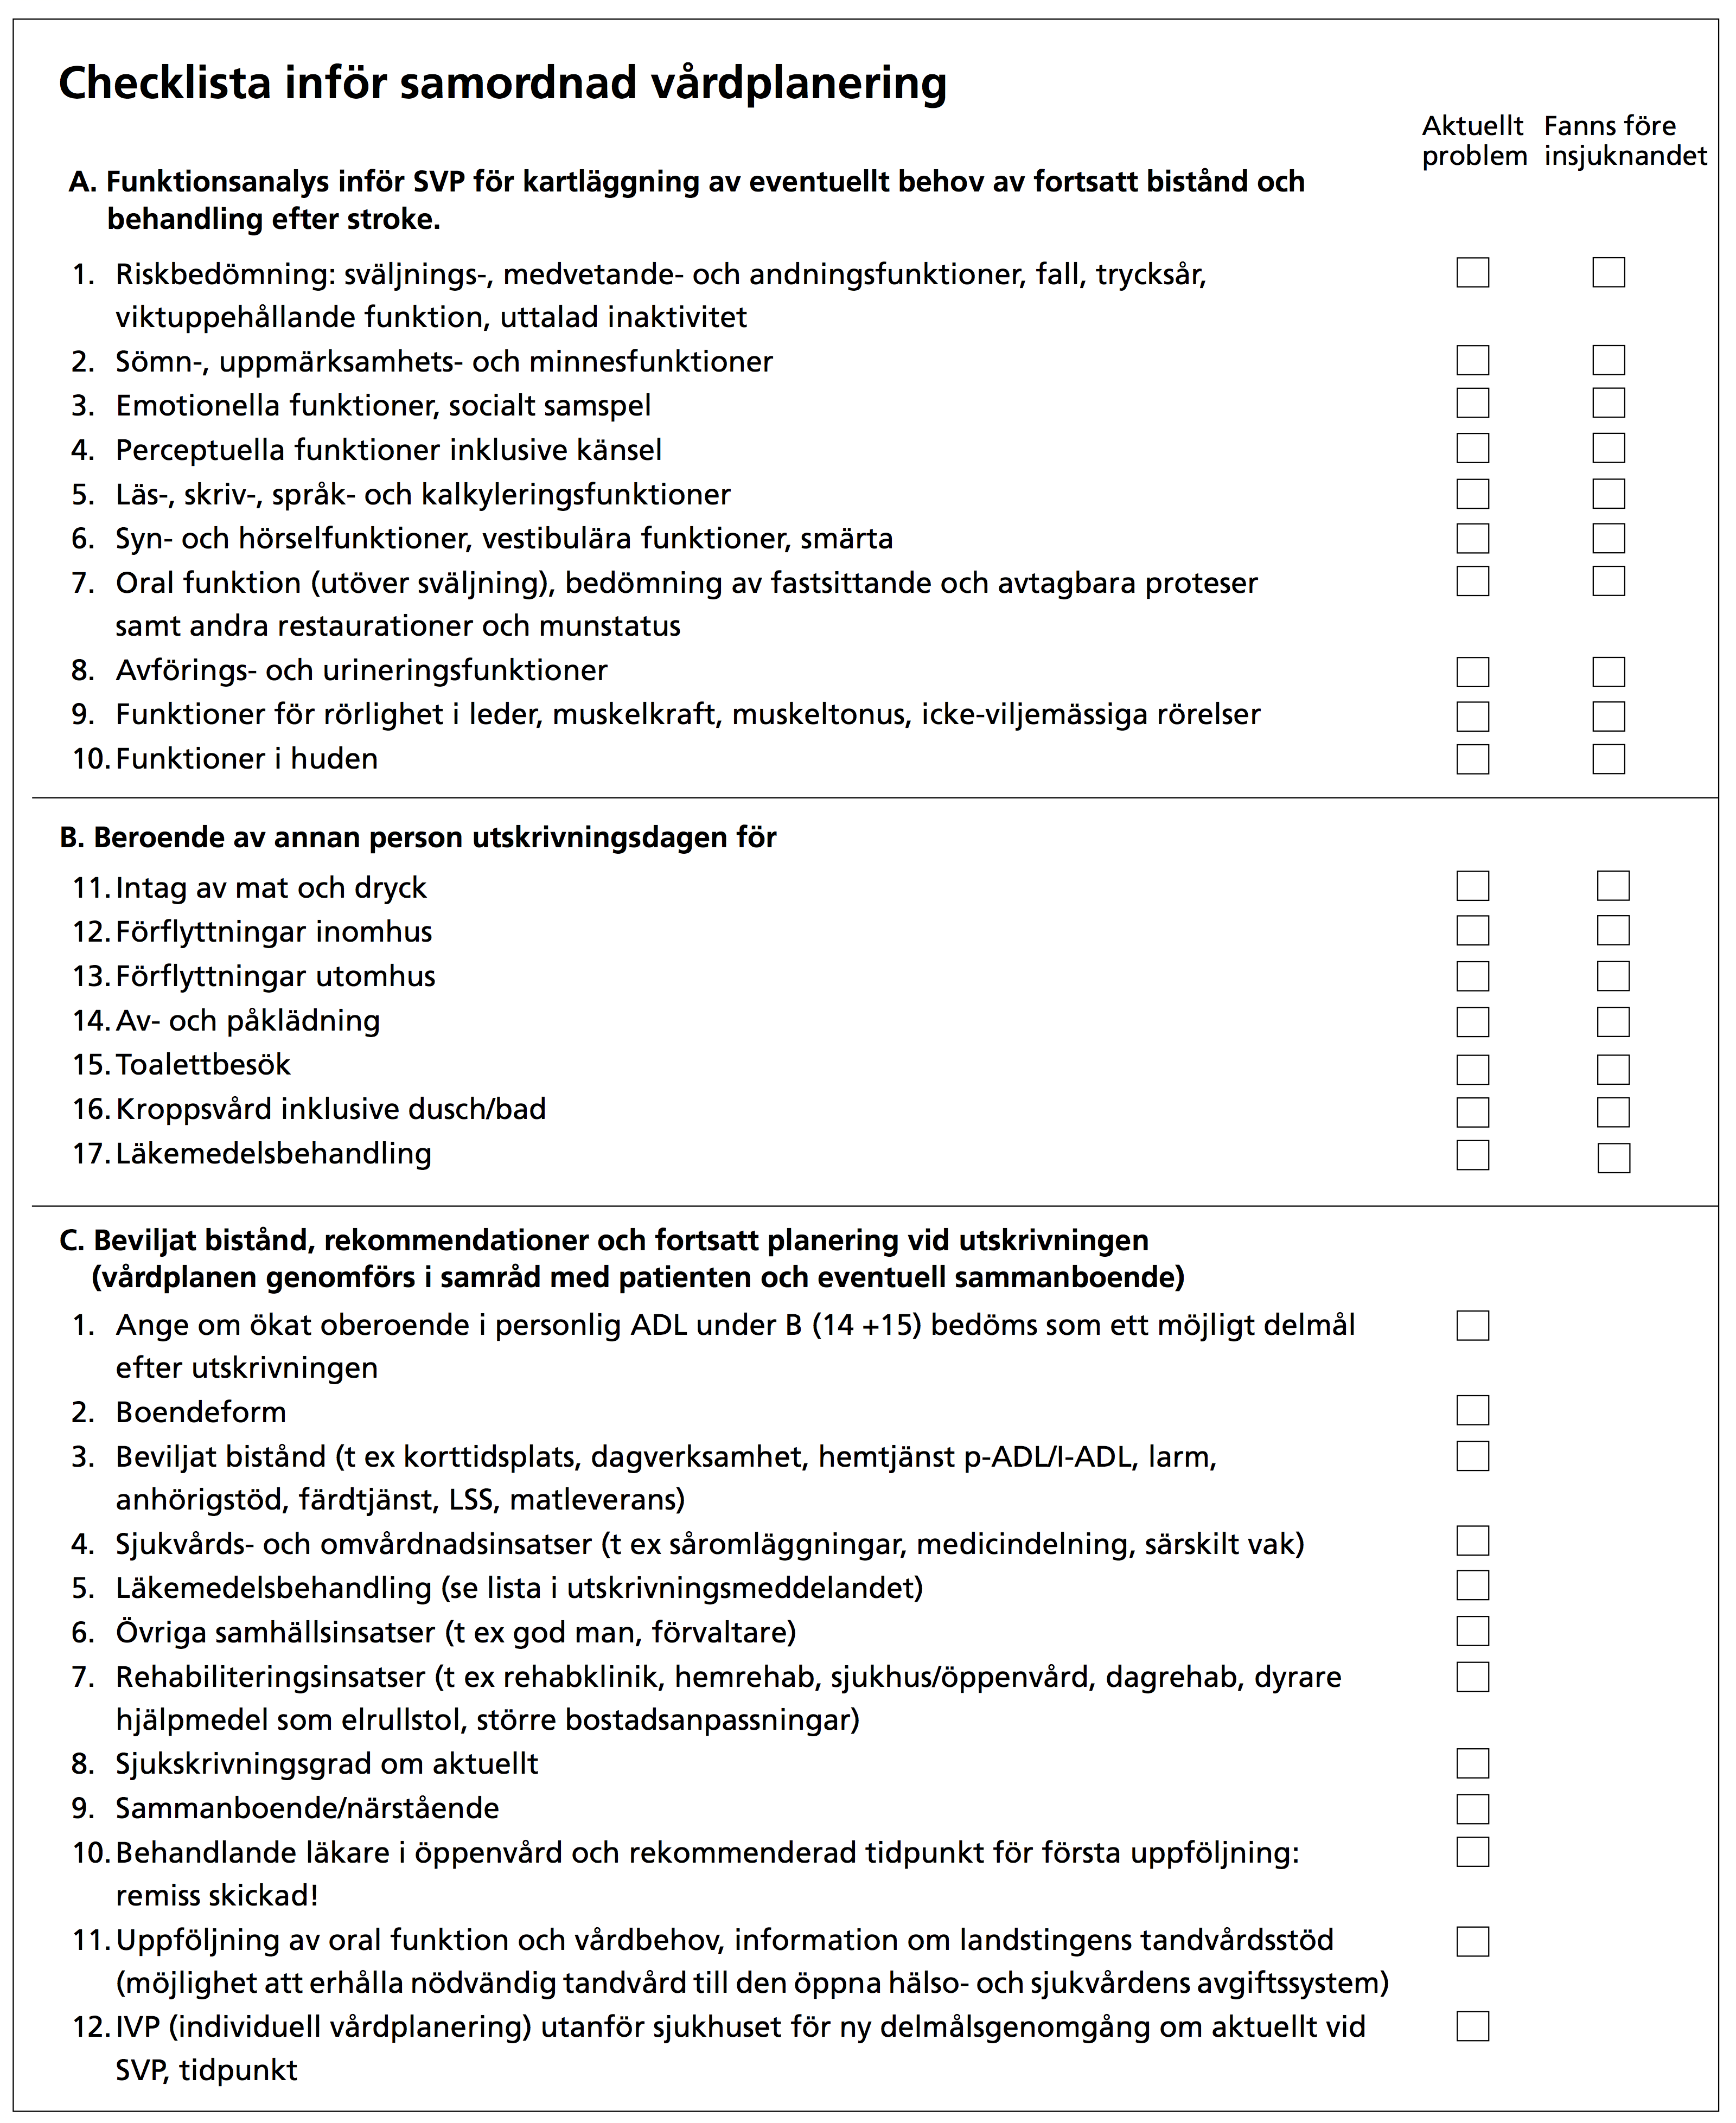 Checklista inför samordnad vårdplanering
Aktuellt Fanns före
problem insjuknandet
A. Funktionsanalys inför SVP för kartläggning av eventuellt behov av fortsatt bistånd och
behandling efter stroke.
1. Riskbedömning: sväljnings-, medvetande- och andningsfunktioner, fall, trycksår,
viktuppehållande funktion, uttalad inaktivitet
2. Sömn-, uppmärksamhets- och minnesfunktioner
3. Emotionella funktioner, socialt samspel
4. Perceptuella funktioner inklusive känsel
5. Läs-, skriv-, språk- och kalkyleringsfunktioner
6. Syn- och hörselfunktioner, vestibulära funktioner, smärta
7. Oral funktion (utöver sväljning), bedömning av fastsittande och avtagbara proteser
samt andra restaurationer och munstatus
8. Avförings- och urineringsfunktioner
9. Funktioner för rörlighet i leder, muskelkraft, muskeltonus, icke-viljemässiga rörelser
10. Funktioner i huden
B. Beroende av annan person utskrivningsdagen för
11. Intag av mat och dryck
12. Förflyttningar inomhus
13. Förflyttningar utomhus
14. Av- och påklädning
15. Toalettbesök
16. Kroppsvård inklusive dusch/bad
17. Läkemedelsbehandling
C. Beviljat bistånd, rekommendationer och fortsatt planering vid utskrivningen
(vårdplanen genomförs i samråd med patienten och eventuell sammanboende)
1. Ange om ökat oberoende i personlig ADL under B (14 +15) bedöms som ett möjligt delmål
efter utskrivningen
2. Boendeform
3. Beviljat bistånd (t ex korttidsplats, dagverksamhet, hemtjänst p-ADL/I-ADL, larm,
anhörigstöd, färdtjänst, LSS, matleverans)
4. Sjukvårds- och omvårdnadsinsatser (t ex såromläggningar, medicindelning, särskilt vak)
5. Läkemedelsbehandling (se lista i utskrivningsmeddelandet)
6. Övriga samhällsinsatser (t ex god man, förvaltare)
7. Rehabiliteringsinsatser (t ex rehabklinik, hemrehab, sjukhus/öppenvård, dagrehab, dyrare
hjälpmedel som elrullstol, större bostadsanpassningar)
8. Sjukskrivningsgrad om aktuellt
9. Sammanboende/närstående
10. Behandlande läkare i öppenvård och rekommenderad tidpunkt för första uppföljning:
remiss skickad!
11. Uppföljning av oral funktion och vårdbehov, information om landstingens tandvårdsstöd
(möjlighet att erhålla nödvändig tandvård till den öppna hälso- och sjukvårdens avgiftssystem)
12. IVP (individuell vårdplanering) utanför sjukhuset för ny delmålsgenomgång om aktuellt vid
SVP, tidpunkt